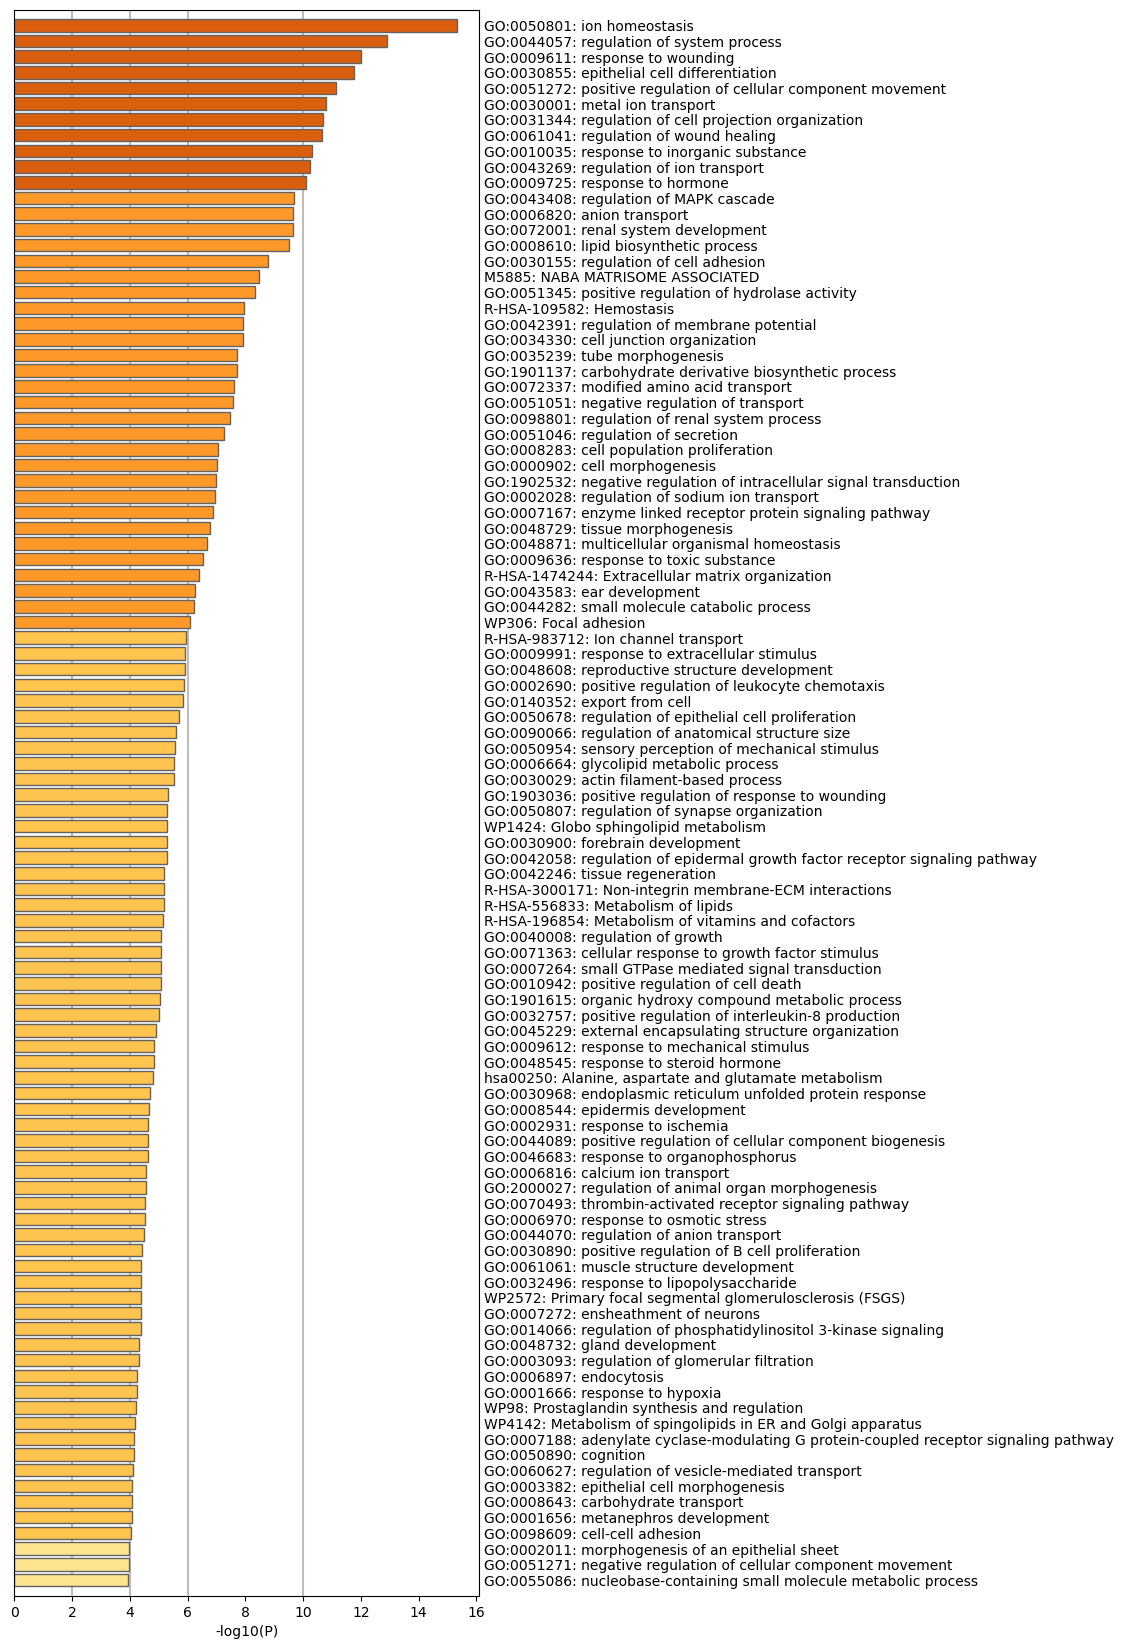 GO:0050801: ion homeostasis
GO:0044057: regulation of system process
GO:0009611: response to wounding
GO:0030855: epithelial cell differentiation
GO:0051272: positive regulation of cellular component movement
GO:0030001: metal ion transport
GO:0031344: regulation of cell projection organization
GO:0061041: regulation of wound healing
GO:0010035: response to inorganic substance
GO:0043269: regulation of ion transport
GO:0009725: response to hormone
GO:0043408: regulation of MAPK cascade
GO:0006820: anion transport
GO:0072001: renal system development
GO:0008610: lipid biosynthetic process
GO:0030155: regulation of cell adhesion
M5885: NABA MATRISOME ASSOCIATED
GO:0051345: positive regulation of hydrolase activity
R-HSA-109582: Hemostasis
GO:0042391: regulation of membrane potential
GO:0034330: cell junction organization
GO:0035239: tube morphogenesis
GO:1901137: carbohydrate derivative biosynthetic process
GO:0072337: modified amino acid transport
GO:0051051: negative regulation of transport
GO:0098801: regulation of renal system process
GO:0051046: regulation of secretion
GO:0008283: cell population proliferation
GO:0000902: cell morphogenesis
GO:1902532: negative regulation of intracellular signal transduction
GO:0002028: regulation of sodium ion transport
GO:0007167: enzyme linked receptor protein signaling pathway
GO:0048729: tissue morphogenesis
GO:0048871: multicellular organismal homeostasis
GO:0009636: response to toxic substance
R-HSA-1474244: Extracellular matrix organization
GO:0043583: ear development
GO:0044282: small molecule catabolic process
WP306: Focal adhesion
R-HSA-983712: Ion channel transport
GO:0009991: response to extracellular stimulus
GO:0048608: reproductive structure development
GO:0002690: positive regulation of leukocyte chemotaxis
GO:0140352: export from cell
GO:0050678: regulation of epithelial cell proliferation
GO:0090066: regulation of anatomical structure size
GO:0050954: sensory perception of mechanical stimulus
GO:0006664: glycolipid metabolic process
GO:0030029: actin filament-based process
GO:1903036: positive regulation of response to wounding
GO:0050807: regulation of synapse organization
WP1424: Globo sphingolipid metabolism
GO:0030900: forebrain development
GO:0042058: regulation of epidermal growth factor receptor signaling pathway
GO:0042246: tissue regeneration
R-HSA-3000171: Non-integrin membrane-ECM interactions
R-HSA-556833: Metabolism of lipids
R-HSA-196854: Metabolism of vitamins and cofactors
GO:0040008: regulation of growth
GO:0071363: cellular response to growth factor stimulus
GO:0007264: small GTPase mediated signal transduction
GO:0010942: positive regulation of cell death
GO:1901615: organic hydroxy compound metabolic process
GO:0032757: positive regulation of interleukin-8 production
GO:0045229: external encapsulating structure organization
GO:0009612: response to mechanical stimulus
GO:0048545: response to steroid hormone
hsa00250: Alanine, aspartate and glutamate metabolism
GO:0030968: endoplasmic reticulum unfolded protein response
GO:0008544: epidermis development
GO:0002931: response to ischemia
GO:0044089: positive regulation of cellular component biogenesis
GO:0046683: response to organophosphorus
GO:0006816: calcium ion transport
GO:2000027: regulation of animal organ morphogenesis
GO:0070493: thrombin-activated receptor signaling pathway
GO:0006970: response to osmotic stress
GO:0044070: regulation of anion transport
GO:0030890: positive regulation of B cell proliferation
GO:0061061: muscle structure development
GO:0032496: response to lipopolysaccharide
WP2572: Primary focal segmental glomerulosclerosis (FSGS)
GO:0007272: ensheathment of neurons
GO:0014066: regulation of phosphatidylinositol 3-kinase signaling
GO:0048732: gland development
GO:0003093: regulation of glomerular filtration
GO:0006897: endocytosis
GO:0001666: response to hypoxia
WP98: Prostaglandin synthesis and regulation
WP4142: Metabolism of spingolipids in ER and Golgi apparatus
GO:0007188: adenylate cyclase-modulating G protein-coupled receptor signaling pathway
GO:0050890: cognition
GO:0060627: regulation of vesicle-mediated transport
GO:0003382: epithelial cell morphogenesis
GO:0008643: carbohydrate transport
GO:0001656: metanephros development
GO:0098609: cell-cell adhesion
GO:0002011: morphogenesis of an epithelial sheet
GO:0051271: negative regulation of cellular component movement
GO:0055086: nucleobase-containing small molecule metabolic process
0 2 4 6 8 10 12 14 16
-log10(P)